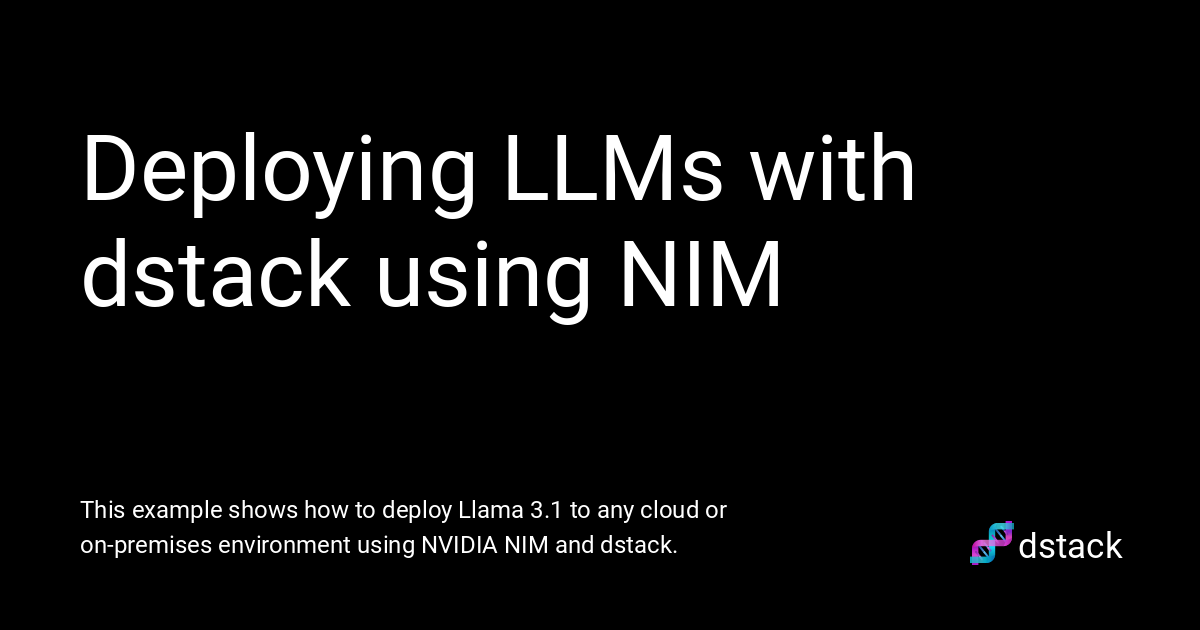 Deploying LLMs with
dstack using NIM
This example shows how to deploy Llama 3.1 to any cloud or
on-premises environment using NVIDIA NIM and dstack.
dstack